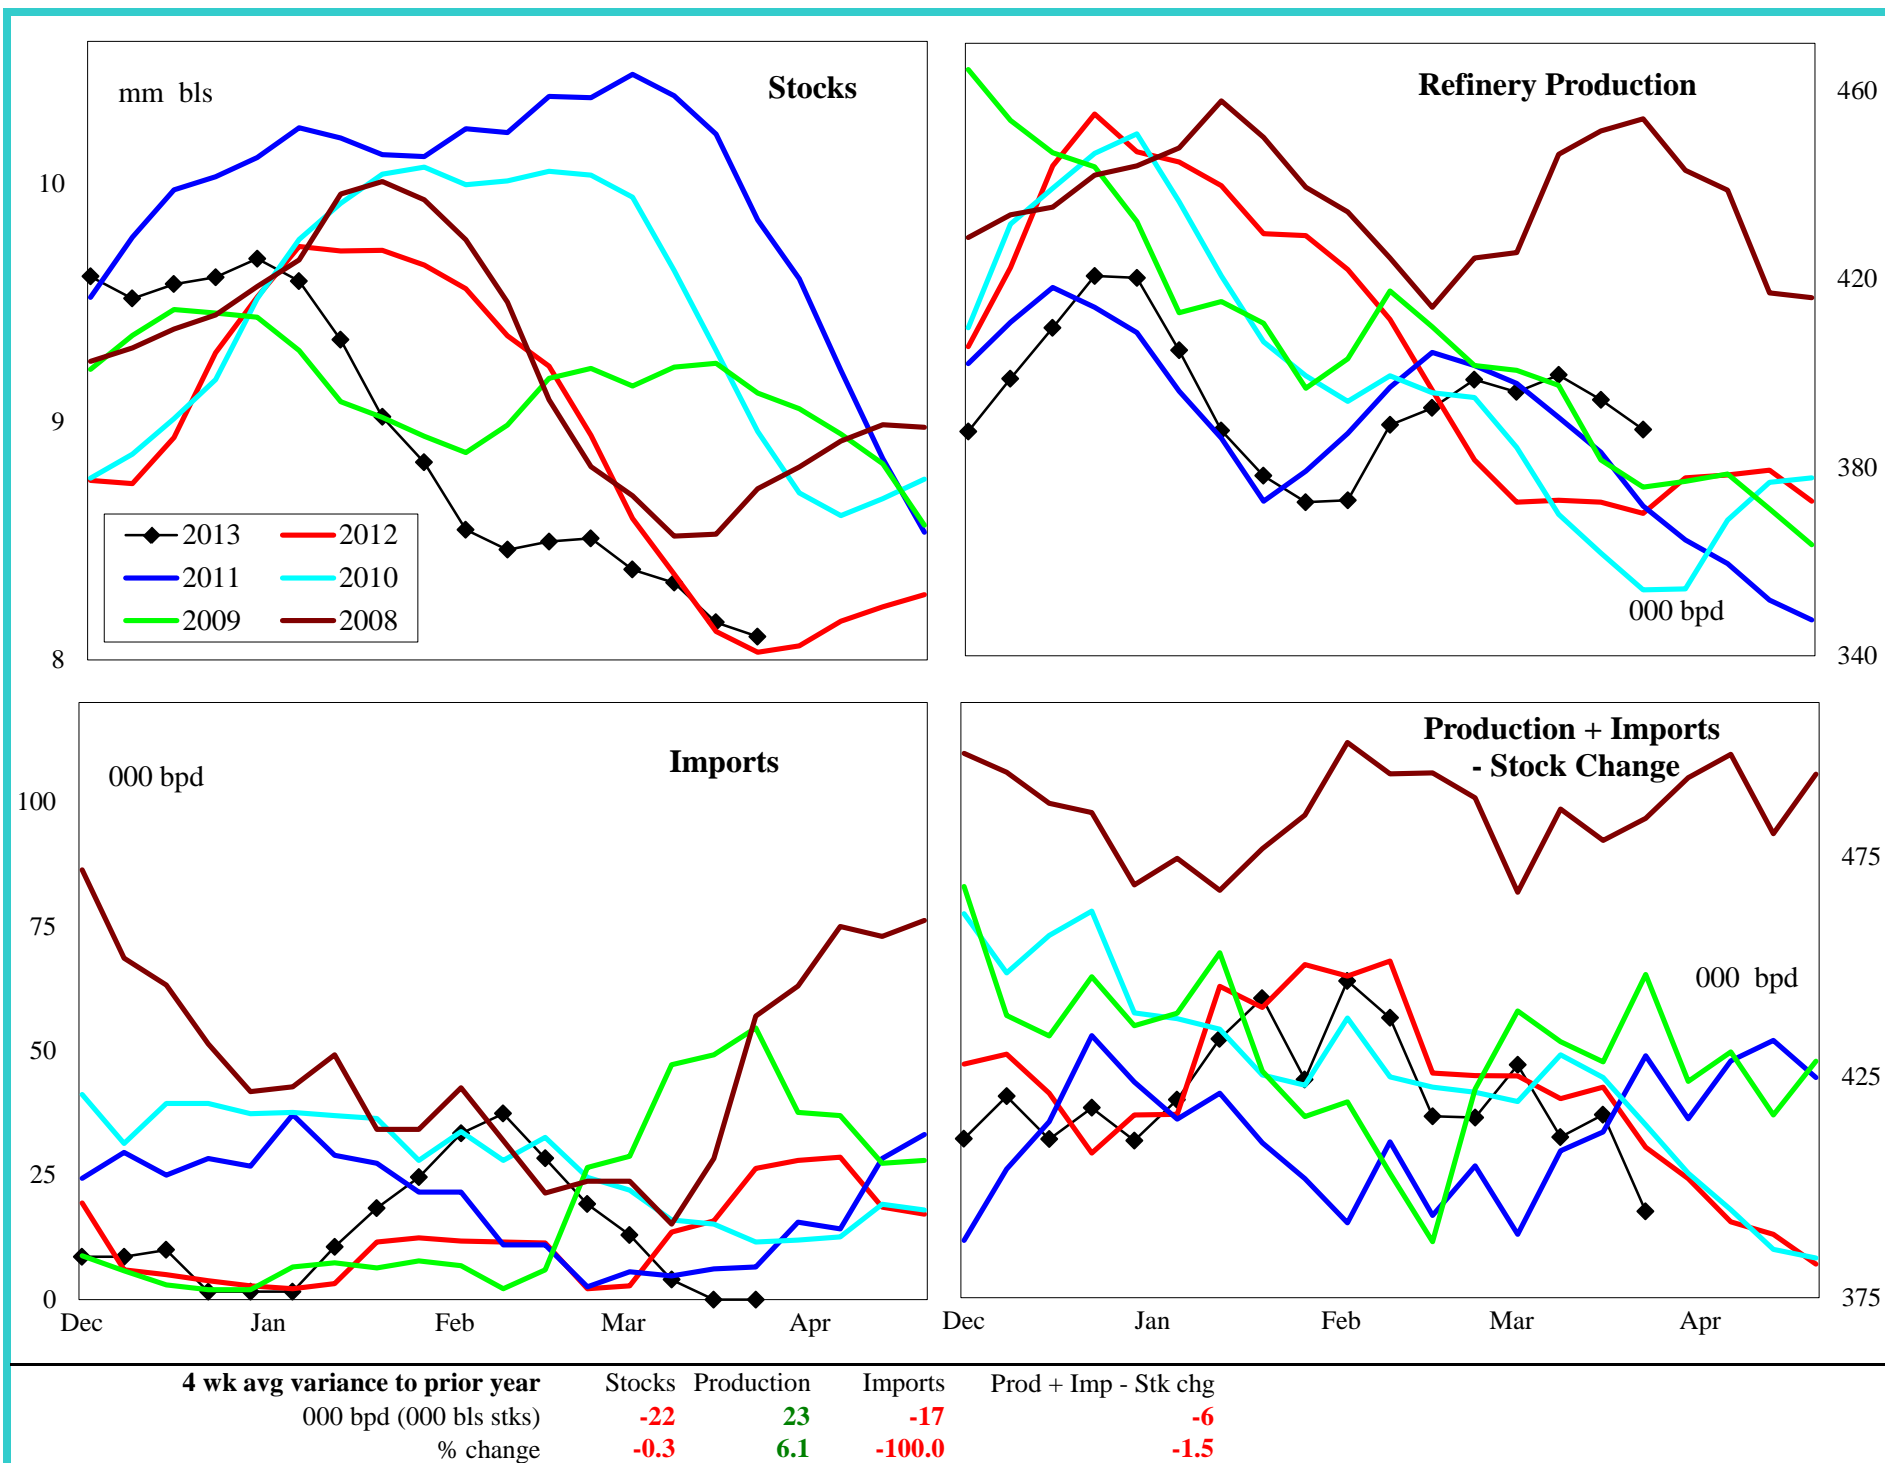 mm bls
Stocks
10
9
8
2013
2012
2011
2010
2009
2008
Refinery Production
460
420
380
340
000 bpd
Imports
000 bpd
100
75
50
25
0
Dec
Jan
Feb
Mar
Apr
Production + Imports
- Stock Change
475
000 bpd
425
375
Dec
Jan
Feb
Mar
Apr
4 wk avg variance to prior year Stocks Production Imports Prod + Imp - Stk chg
000 bpd (000 bls stks) -22 23 -17 -6
% change -0.3 6.1 -100.0 -1.5